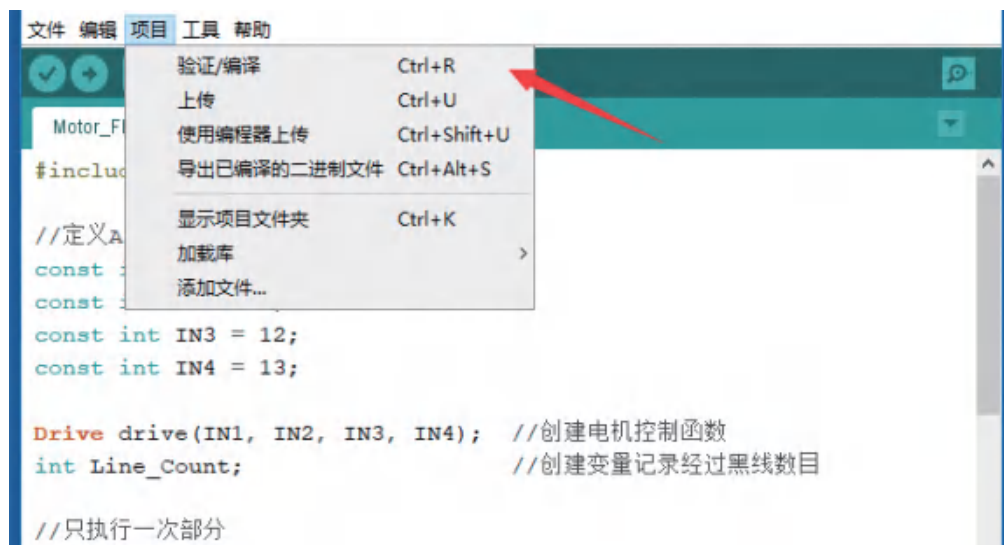 文件 编辑 项目 工具 帮助
验证/编译 Ctrl+R
上传 Ctrl+U
使用编程器上传 Ctrl+Shift+U
导出已编译的二进制文件 Ctrl+Alt+S
显示项目文件夹 Ctrl+K
加载库
添加文件...
Motor_
#includ
//定义A
const
const
const int IN3 = 12;
const int IN4 = 13;
Drive drive(IN1, IN2, IN3, IN4); //创建电机控制函数
int Line_Count; //创建变量记录经过黑线数目
//只执行一次部分